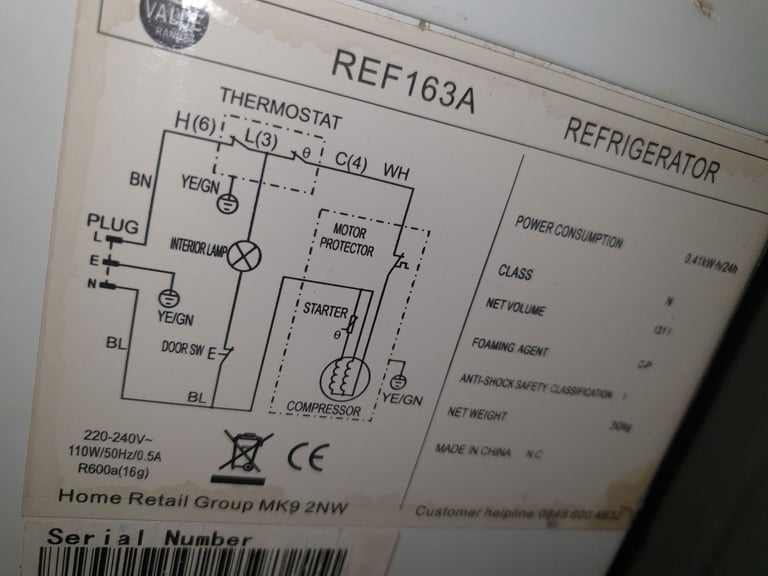 VALUE
RANGE
REF163A
REFRIGERATOR
THERMOSTAT
H(6)
L(3)
θ
C(4)
WH
BN
YE/GN
PLUG
L
E
N
INTERIOR LAMP
MOTOR
PROTECTOR
YE/GN
STARTER
θ
BL
DOOR SW
BL
COMPRESSOR
YE/GN
220-240V~
110W/50Hz/0.5A
R600a(16g)
CE
Home Retail Group MK9 2NW
POWER CONSUMPTION 0.41kW·h/24h
CLASS N
NET VOLUME 131 l
FOAMING AGENT C-P
ANTI-SHOCK SAFETY CLASSIFICATION I
NET WEIGHT 30kg
MADE IN CHINA N C
Customer helpline: 0845 600 4632
Serial Number